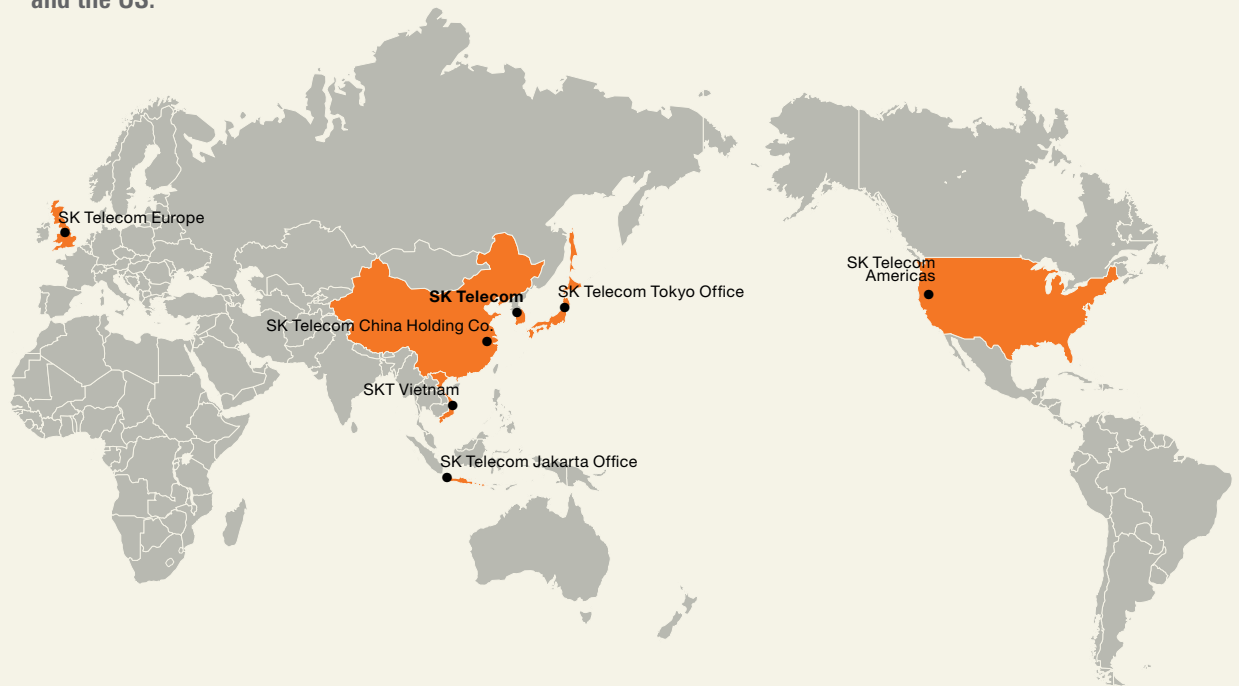 and the US.
SK Telecom Europe
SK Telecom
Americas
SK Telecom
SK Telecom Tokyo Office
SK Telecom China Holding Co.
SKT Vietnam
SK Telecom Jakarta Office